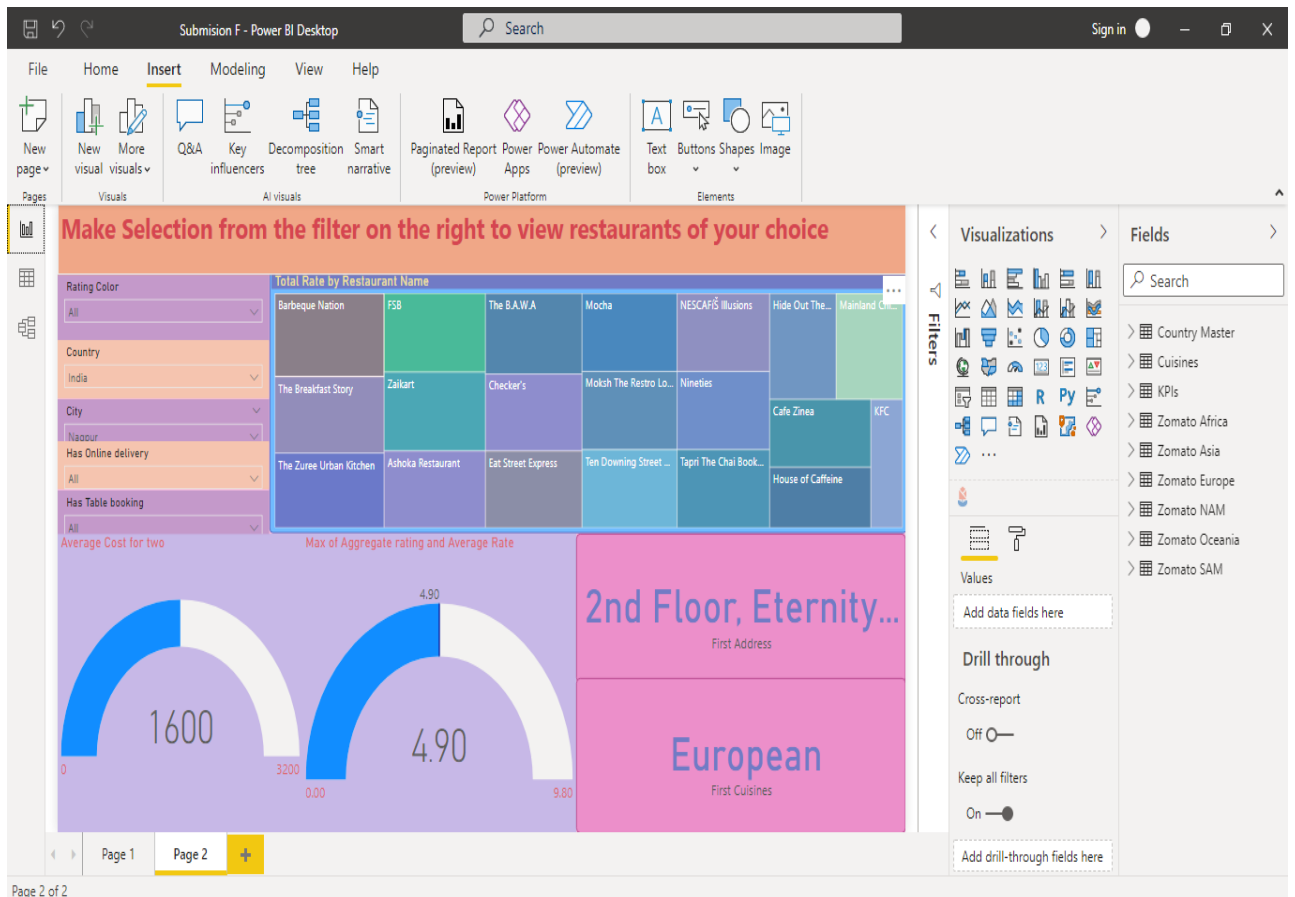 Submision F - Power BI Desktop
Search
Sign in
File Home Insert Modeling View Help
New page
New visual
More visuals
Q&A
Key influencers
Decomposition tree
Smart narrative
Paginated Report (preview)
Power Apps
Power Automate (preview)
Text box
Buttons
Shapes
Image
Pages
Visuals
AI visuals
Power Platform
Elements
Make Selection from the filter on the right to view restaurants of your choice
Rating Color
All
Country
India
City
Nagpur
Has Online delivery
All
Has Table booking
All
Total Rate by Restaurant Name
Barbeque Nation
The Breakfast Story
The Zuree Urban Kitchen
FSB
Zaikart
Ashoka Restaurant
The B.A.W.A
Checker's
Eat Street Express
Mocha
Moksh The Restro Lo...
Ten Downing Street ...
NESCAFÍŠ Illusions
Nineties
Tapri The Chai Book...
Hide Out The...
Mainland Chi...
Cafe Zinea
House of Caffeine
KFC
Average Cost for two
1600
0
3200
Max of Aggregate rating and Average Rate
4.90
4.90
0.00
9.80
2nd Floor, Eternity...
First Address
European
First Cuisines
Filters
Visualizations
123
R
Py
Values
Add data fields here
Drill through
Cross-report
Off
Keep all filters
On
Add drill-through fields here
Fields
Search
Country Master
Cuisines
KPIs
Zomato Africa
Zomato Asia
Zomato Europe
Zomato NAM
Zomato Oceania
Zomato SAM
Page 1
Page 2
Page 2 of 2